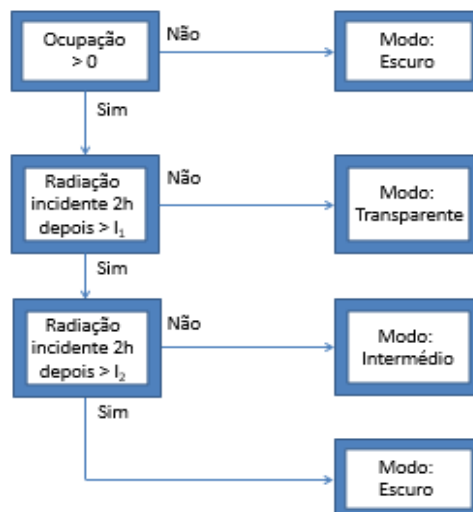 Ocupação
> 0
Não
Modo:
Escuro
Sim
Radiação
incidente 2h
depois > I₁
Não
Modo:
Transparente
Sim
Radiação
incidente 2h
depois > I₂
Não
Modo:
Intermédio
Sim
Modo:
Escuro